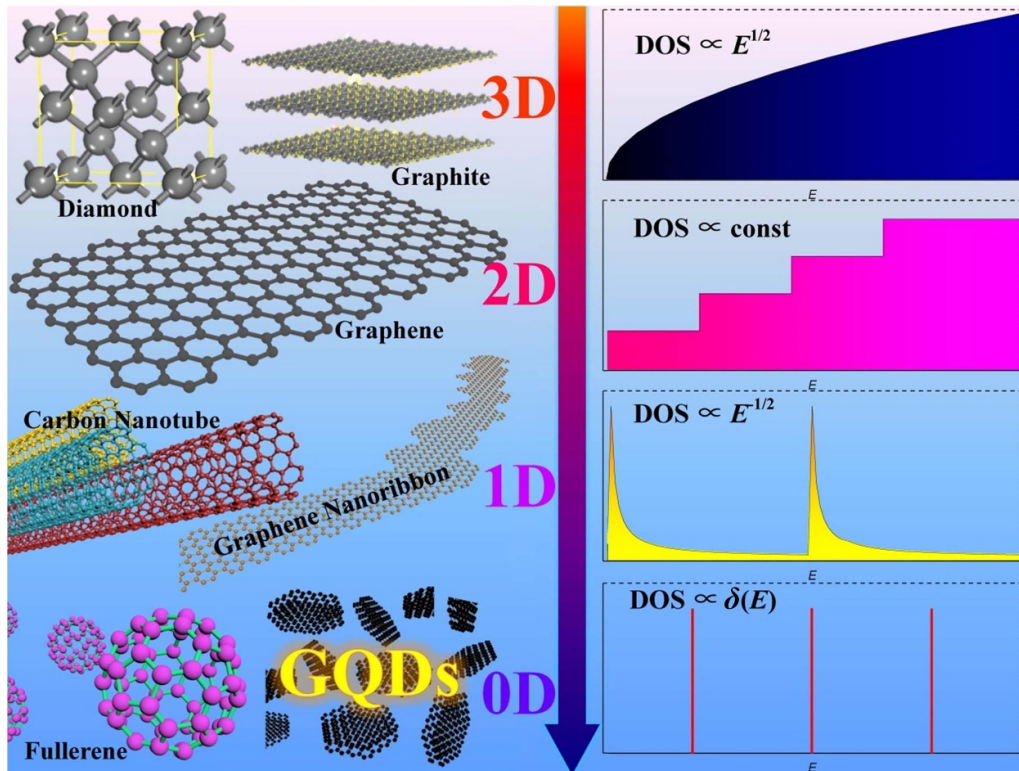 Diamond
Graphite
3D
DOS ∝ E^{1/2}
E
Graphene
2D
DOS ∝ const
E
Carbon Nanotube
Graphene Nanoribbon
1D
DOS ∝ E^{-1/2}
E
Fullerene
GQDs
0D
DOS ∝ δ(E)
E